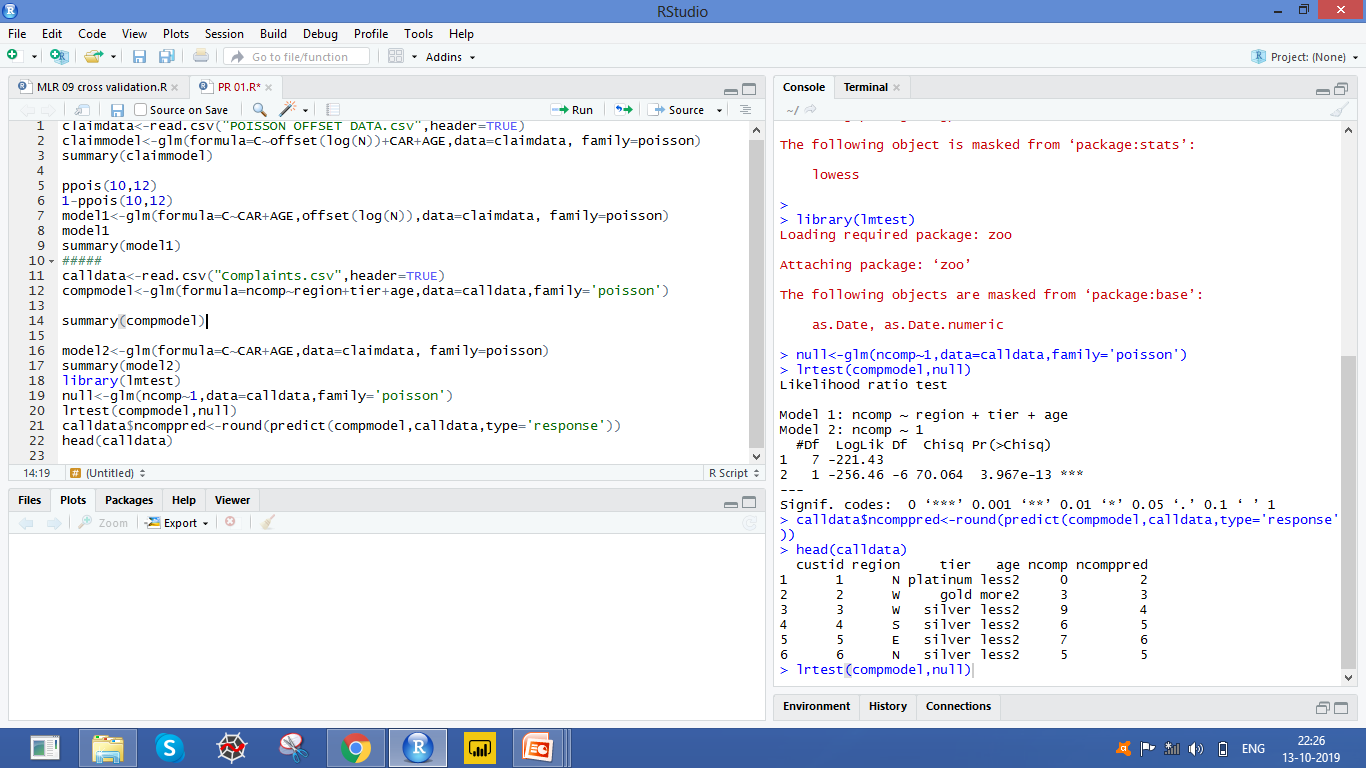 RStudio
File Edit Code View Plots Session Build Debug Profile Tools Help
Go to file/function Addins Project: (None)
MLR 09 cross validation.R PR 01.R*
Source on Save Run Source
1 claimdata<-read.csv("POISSON OFFSET DATA.csv",header=TRUE)
2 claimmodel<-glm(formula=C~offset(log(N))+CAR+AGE,data=claimdata, family=poisson)
3 summary(claimmodel)
4
5 ppois(10,12)
6 1-ppois(10,12)
7 model1<-glm(formula=C~CAR+AGE,offset(log(N)),data=claimdata, family=poisson)
8 model1
9 summary(model1)
10 #####
11 calldata<-read.csv("Complaints.csv",header=TRUE)
12 compmodel<-glm(formula=ncomp~region+tier+age,data=calldata,family='poisson')
13
14 summary(compmodel)
15
16 model2<-glm(formula=C~CAR+AGE,data=claimdata, family=poisson)
17 summary(model2)
18 library(lmtest)
19 null<-glm(ncomp~1,data=calldata,family='poisson')
20 lrtest(compmodel,null)
21 calldata$ncomppred<-round(predict(compmodel,calldata,type='response'))
22 head(calldata)
23
14:19 # (Untitled) R Script
Files Plots Packages Help Viewer
Zoom Export
Console Terminal
~/
The following object is masked from ‘package:stats’:
lowess
>
> library(lmtest)
Loading required package: zoo
Attaching package: ‘zoo’
The following objects are masked from ‘package:base’:
as.Date, as.Date.numeric
> null<-glm(ncomp~1,data=calldata,family='poisson')
> lrtest(compmodel,null)
Likelihood ratio test
Model 1: ncomp ~ region + tier + age
Model 2: ncomp ~ 1
#Df LogLik Df Chisq Pr(>Chisq)
1 7 -221.43
2 1 -256.46 -6 70.064 3.967e-13 ***
---
Signif. codes: 0 ‘***’ 0.001 ‘**’ 0.01 ‘*’ 0.05 ‘.’ 0.1 ‘ ’ 1
> calldata$ncomppred<-round(predict(compmodel,calldata,type='response'
))
> head(calldata)
custid region tier age ncomp ncomppred
1 1 N platinum less2 0 2
2 2 W gold more2 3 3
3 3 W silver less2 9 4
4 4 S silver less2 6 5
5 5 E silver less2 7 6
6 6 N silver less2 5 5
> lrtest(compmodel,null)
Environment History Connections
ENG 22:26
13-10-2019